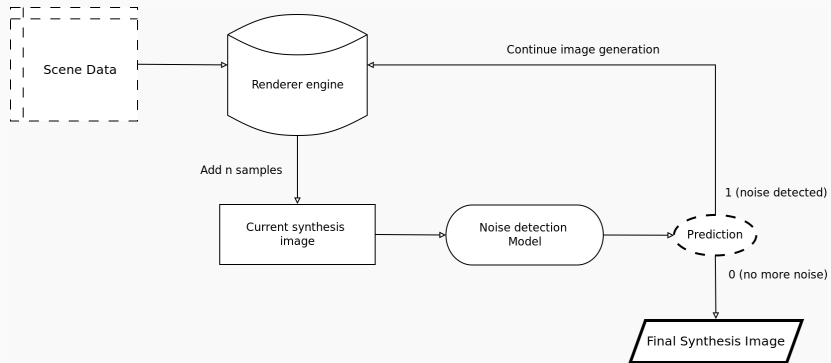 Continue image generation
Scene Data
Renderer engine
Add n samples
1 (noise detected)
Current synthesis
image
Noise detection
Model
Prediction
0 (no more noise)
Final Synthesis Image